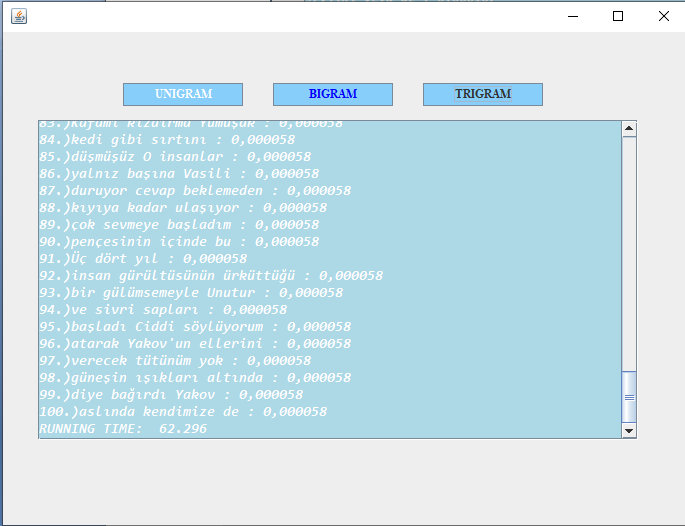 UNIGRAM BIGRAM TRIGRAM
83.)Kafamı kızdırma Yumuşak : 0,000058
84.)kedi gibi sırtını : 0,000058
85.)düşmüşüz O insanlar : 0,000058
86.)yalnız başına Vasili : 0,000058
87.)duruyor cevap beklemeden : 0,000058
88.)kıyıya kadar ulaşıyor : 0,000058
89.)çok sevmeye başladım : 0,000058
90.)pençesinin içinde bu : 0,000058
91.)Üç dört yıl : 0,000058
92.)insan gürültüsünün ürküttüğü : 0,000058
93.)bir gülümsemeyle Unutur : 0,000058
94.)ve sivri sapları : 0,000058
95.)başladı Ciddi söylüyorum : 0,000058
96.)atarak Yakov'un ellerini : 0,000058
97.)verecek tütünüm yok : 0,000058
98.)güneşin ışıkları altında : 0,000058
99.)diye bağırdı Yakov : 0,000058
100.)aslında kendimize de : 0,000058
RUNNING TIME: 62.296